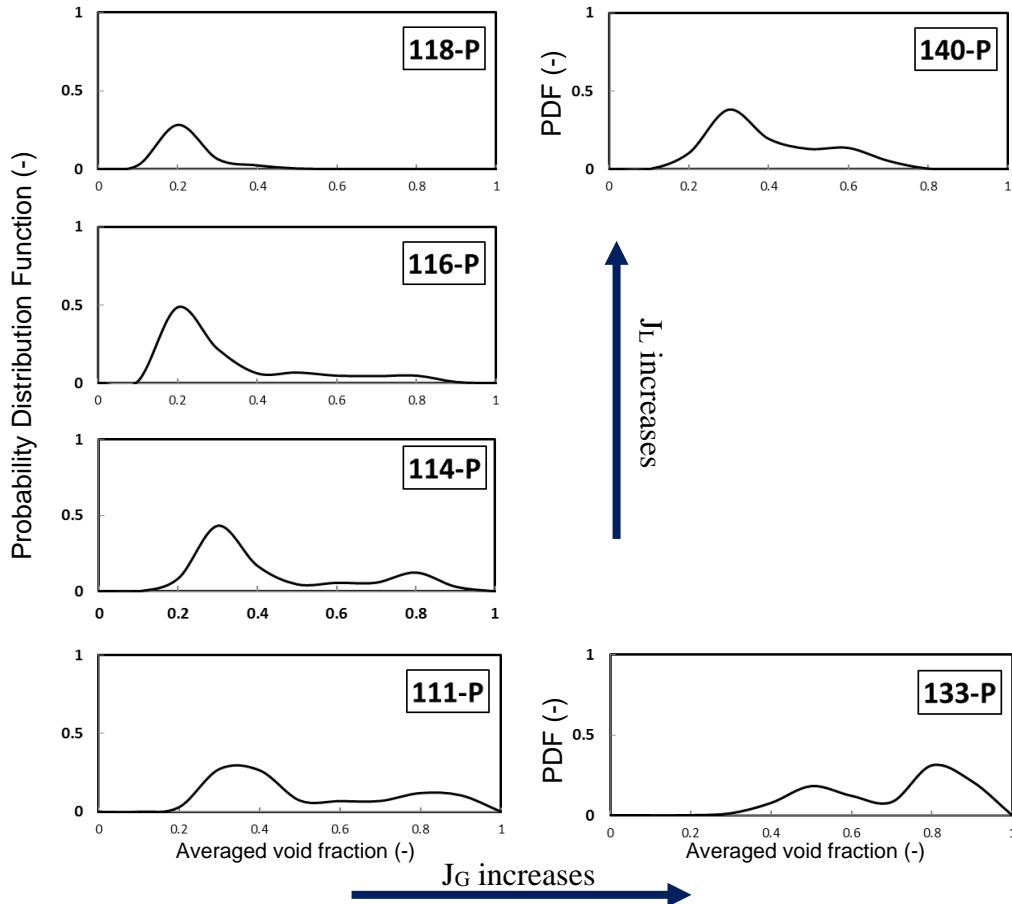 Probability Distribution Function (-)
1
0.5
0
118-P
0 0.2 0.4 0.6 0.8 1
PDF (-)
1
0.5
0
140-P
0 0.2 0.4 0.6 0.8 1
1
0.5
0
116-P
0 0.2 0.4 0.6 0.8 1
JL increases
1
0.5
0
114-P
0 0.2 0.4 0.6 0.8 1
1
0.5
0
111-P
0 0.2 0.4 0.6 0.8 1
Averaged void fraction (-)
PDF (-)
1
0.5
0
133-P
0 0.2 0.4 0.6 0.8 1
Averaged void fraction (-)
JG increases